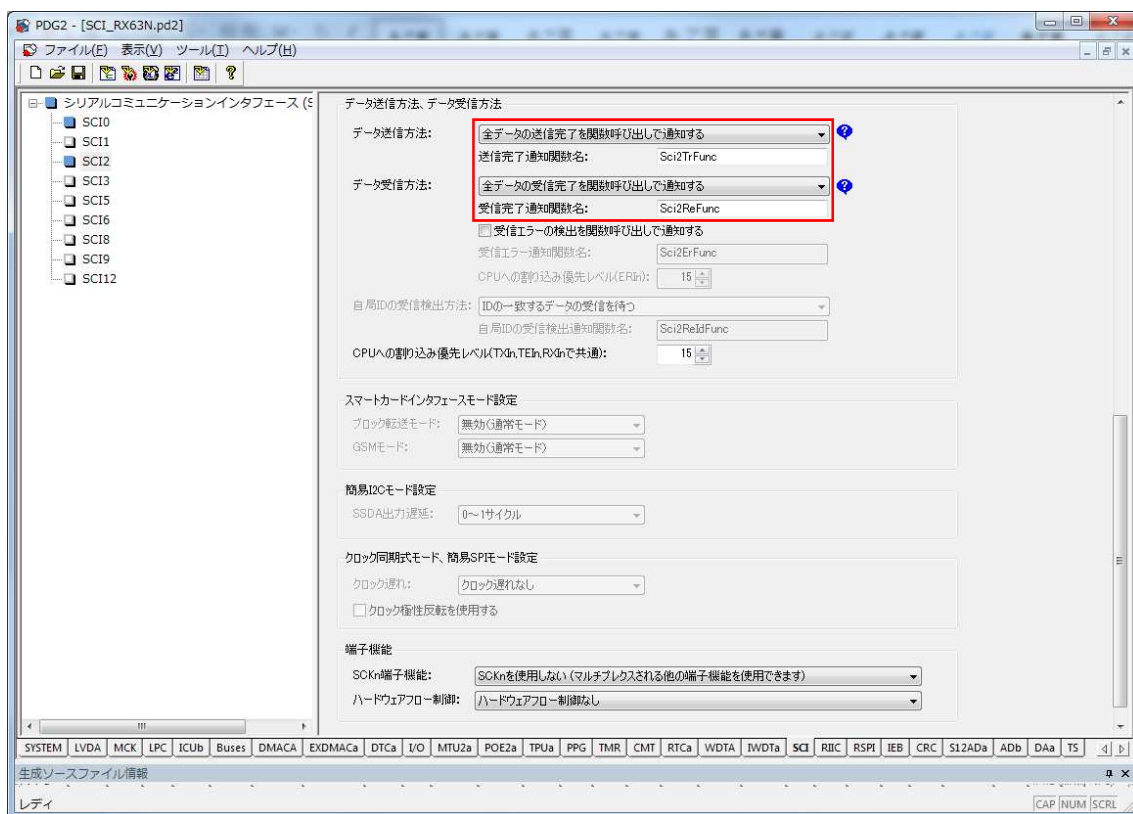 PDG2 - [SCI_RX63N.pd2]
ファイル(F) 表示(V) ツール(T) ヘルプ(H)
シリアルコミュニケーションインタフェース (S
SCI0
SCI1
SCI2
SCI3
SCI5
SCI6
SCI8
SCI9
SCI12
データ送信方法、データ受信方法
データ送信方法: 全データの送信完了を関数呼び出しで通知する
送信完了通知関数名: Sci2TrFunc
データ受信方法: 全データの受信完了を関数呼び出しで通知する
受信完了通知関数名: Sci2ReFunc
受信エラーの検出を関数呼び出しで通知する
受信エラー通知関数名: Sci2ErFunc
CPUへの割り込み優先レベル(ERIn): 15
自局IDの受信検出方法: IDの一致するデータの受信を待つ
自局IDの受信検出通知関数名: Sci2ReIdFunc
CPUへの割り込み優先レベル(TXIn,TEIn,RXInで共通): 15
スマートカードインタフェースモード設定
ブロック転送モード: 無効(通常モード)
GSMモード: 無効(通常モード)
簡易I2Cモード設定
SSDA出力遅延: 0～1サイクル
クロック同期式モード、簡易SPIモード設定
クロック遅れ: クロック遅れなし
クロック極性反転を使用する
端子機能
SCKn端子機能: SCKnを使用しない (マルチプレクスされる他の端子機能を使用できます)
ハードウェアフロー制御: ハードウェアフロー制御なし
SYSTEM LVDA MCK LPC ICUb Buses DMACA EXDMACa DTCa I/O MTU2a POE2a TPUa PPG TMR CMT RTCa WDTA IWDTa SCI RIIC RSPI IEB CRC S12ADa ADb DAa TS
生成ソースファイル情報
レディ CAP NUM SCRL